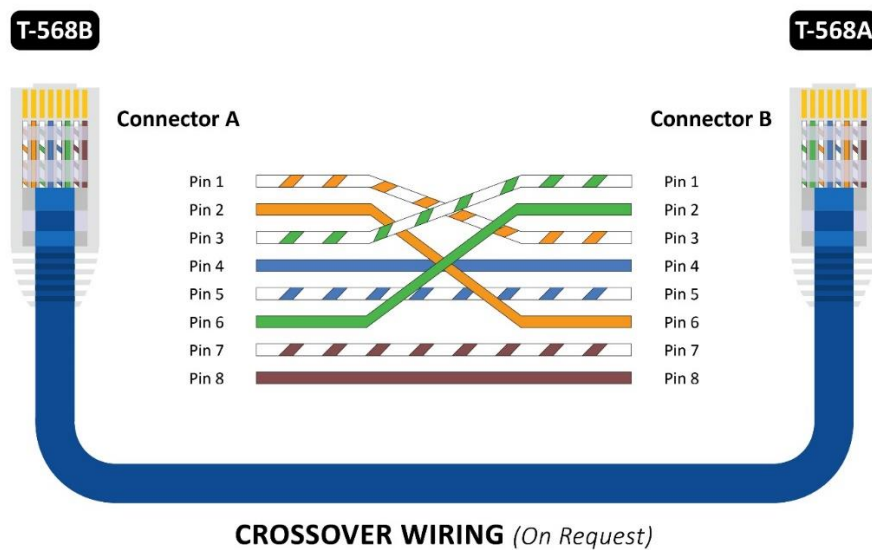 T-568B
T-568A
Connector A
Connector B
Pin 1
Pin 1
Pin 2
Pin 2
Pin 3
Pin 3
Pin 4
Pin 4
Pin 5
Pin 5
Pin 6
Pin 6
Pin 7
Pin 7
Pin 8
Pin 8
CROSSOVER WIRING (On Request)